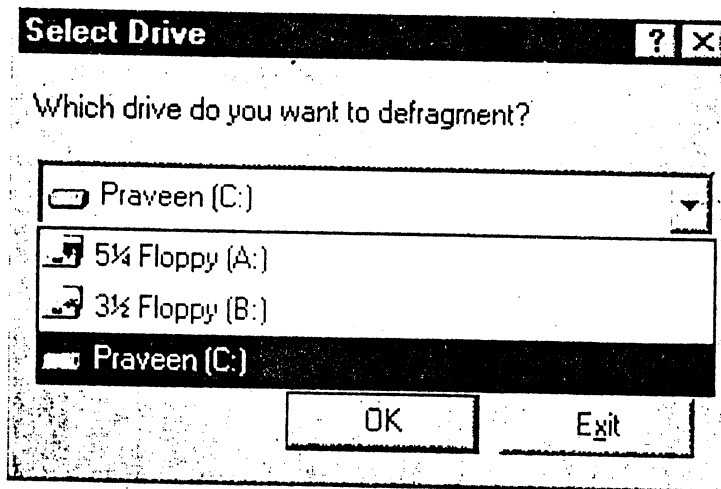 Select Drive
? ×
Which drive do you want to defragment?
Praveen (C:)
5¼ Floppy (A:)
3½ Floppy (B:)
Praveen (C:)
OK Exit